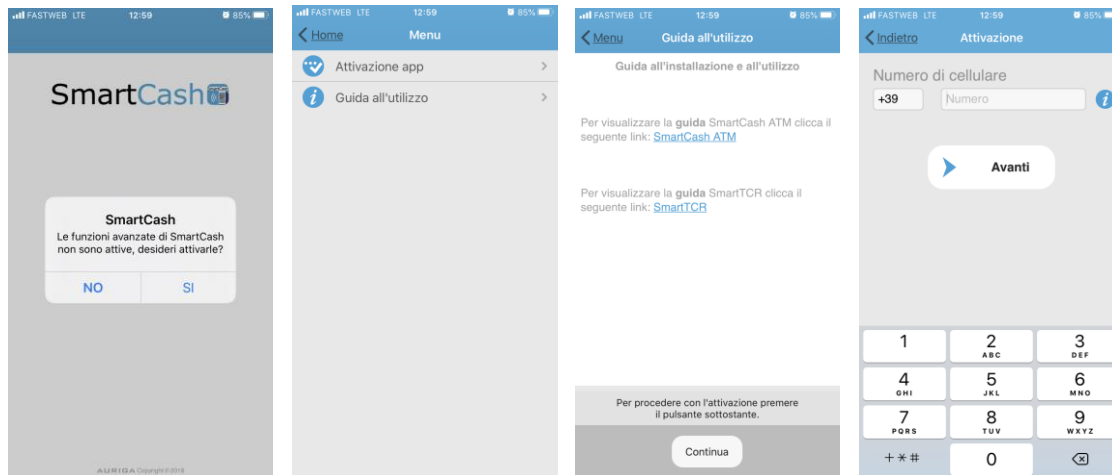 FASTWEB LTE 12:59 85%
SmartCash
SmartCash
Le funzioni avanzate di SmartCash
non sono attive, desideri attivarle?
NO SI
AURIGA Copyright © 2018
FASTWEB LTE 12:59 85%
Home Menu
Attivazione app
Guida all'utilizzo
FASTWEB LTE 12:59 85%
Menu Guida all'utilizzo
Guida all'installazione e all'utilizzo
Per visualizzare la guida SmartCash ATM clicca il
seguente link: SmartCash ATM
Per visualizzare la guida SmartTCR clicca il
seguente link: SmartTCR
Per procedere con l'attivazione premere
il pulsante sottostante.
Continua
FASTWEB LTE 12:59 85%
Indietro Attivazione
Numero di cellulare
+39 Numero
Avanti
1 2 3
ABC DEF
4 5 6
GHI JKL MNO
7 8 9
PQRS TUV WXYZ
+*# 0